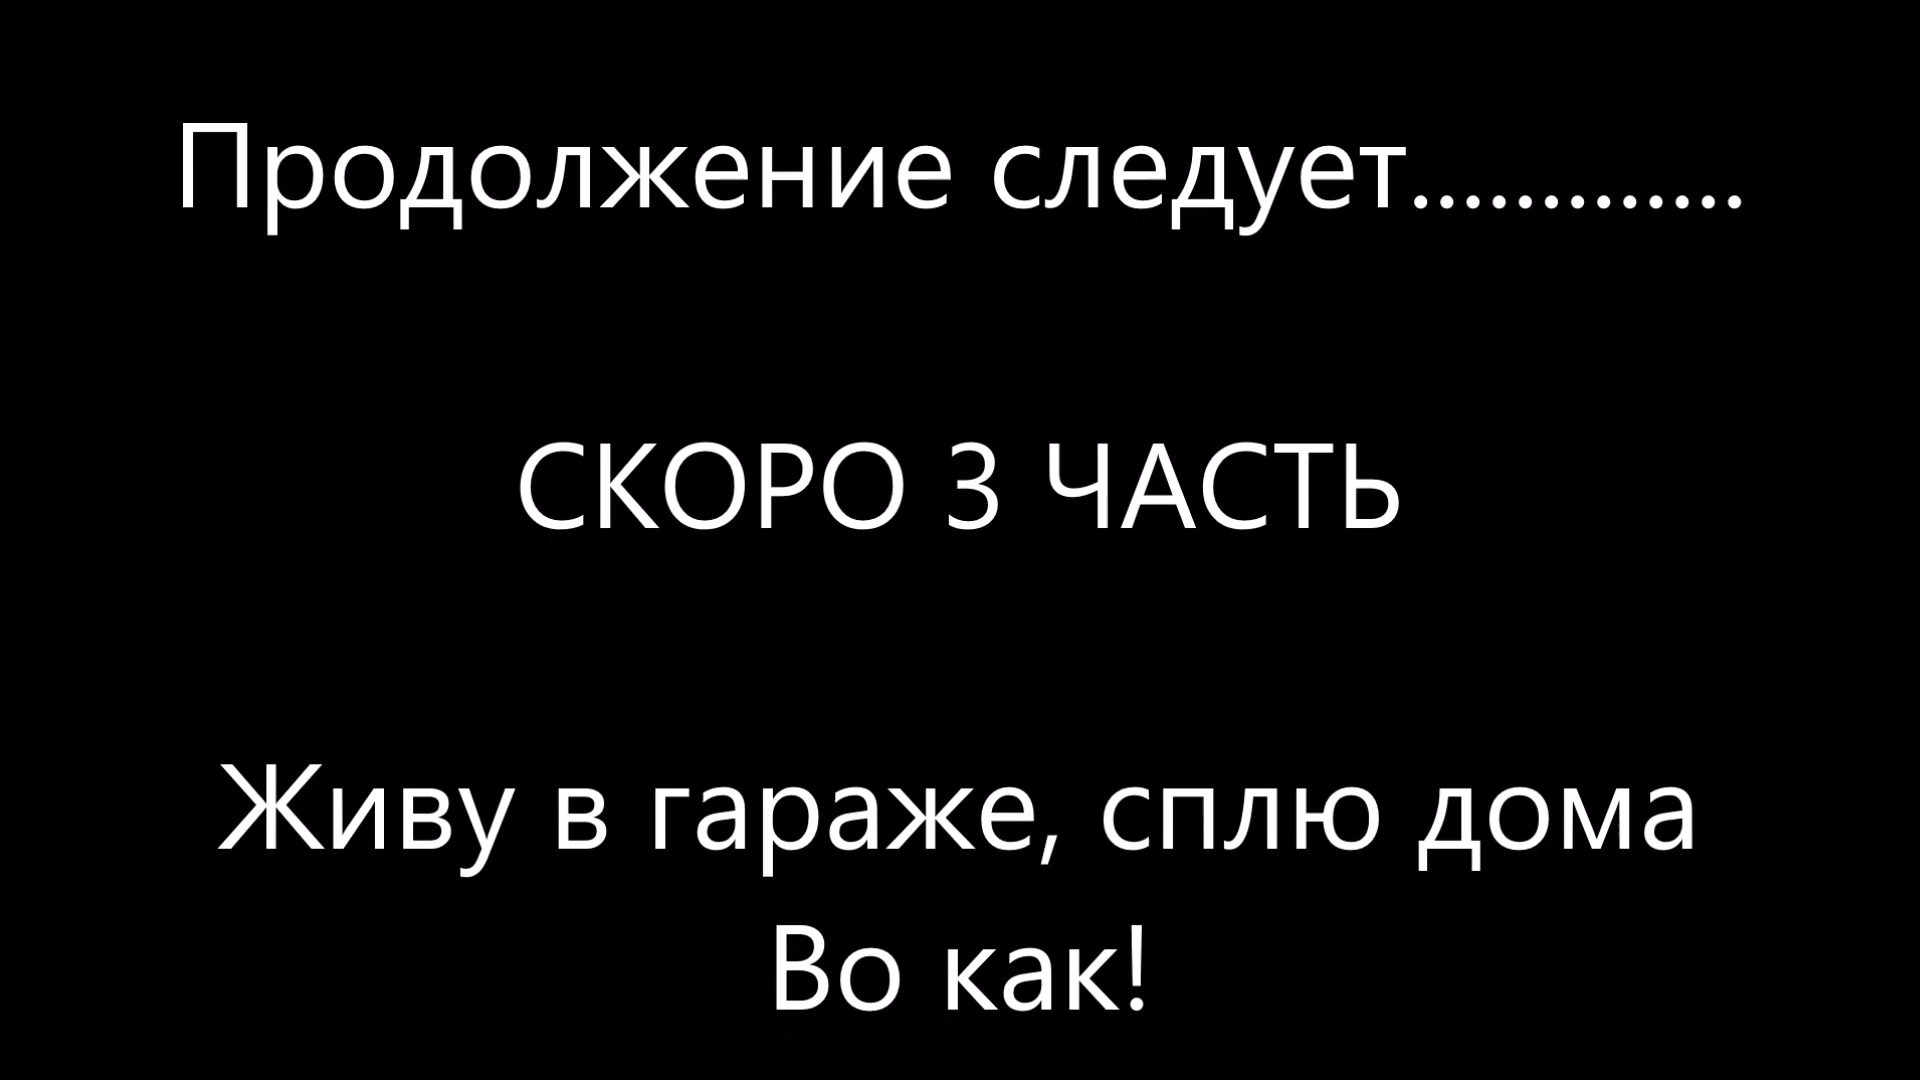 Продолжение следует.............
СКОРО 3 ЧАСТЬ
Живу в гараже, сплю дома
Во как!